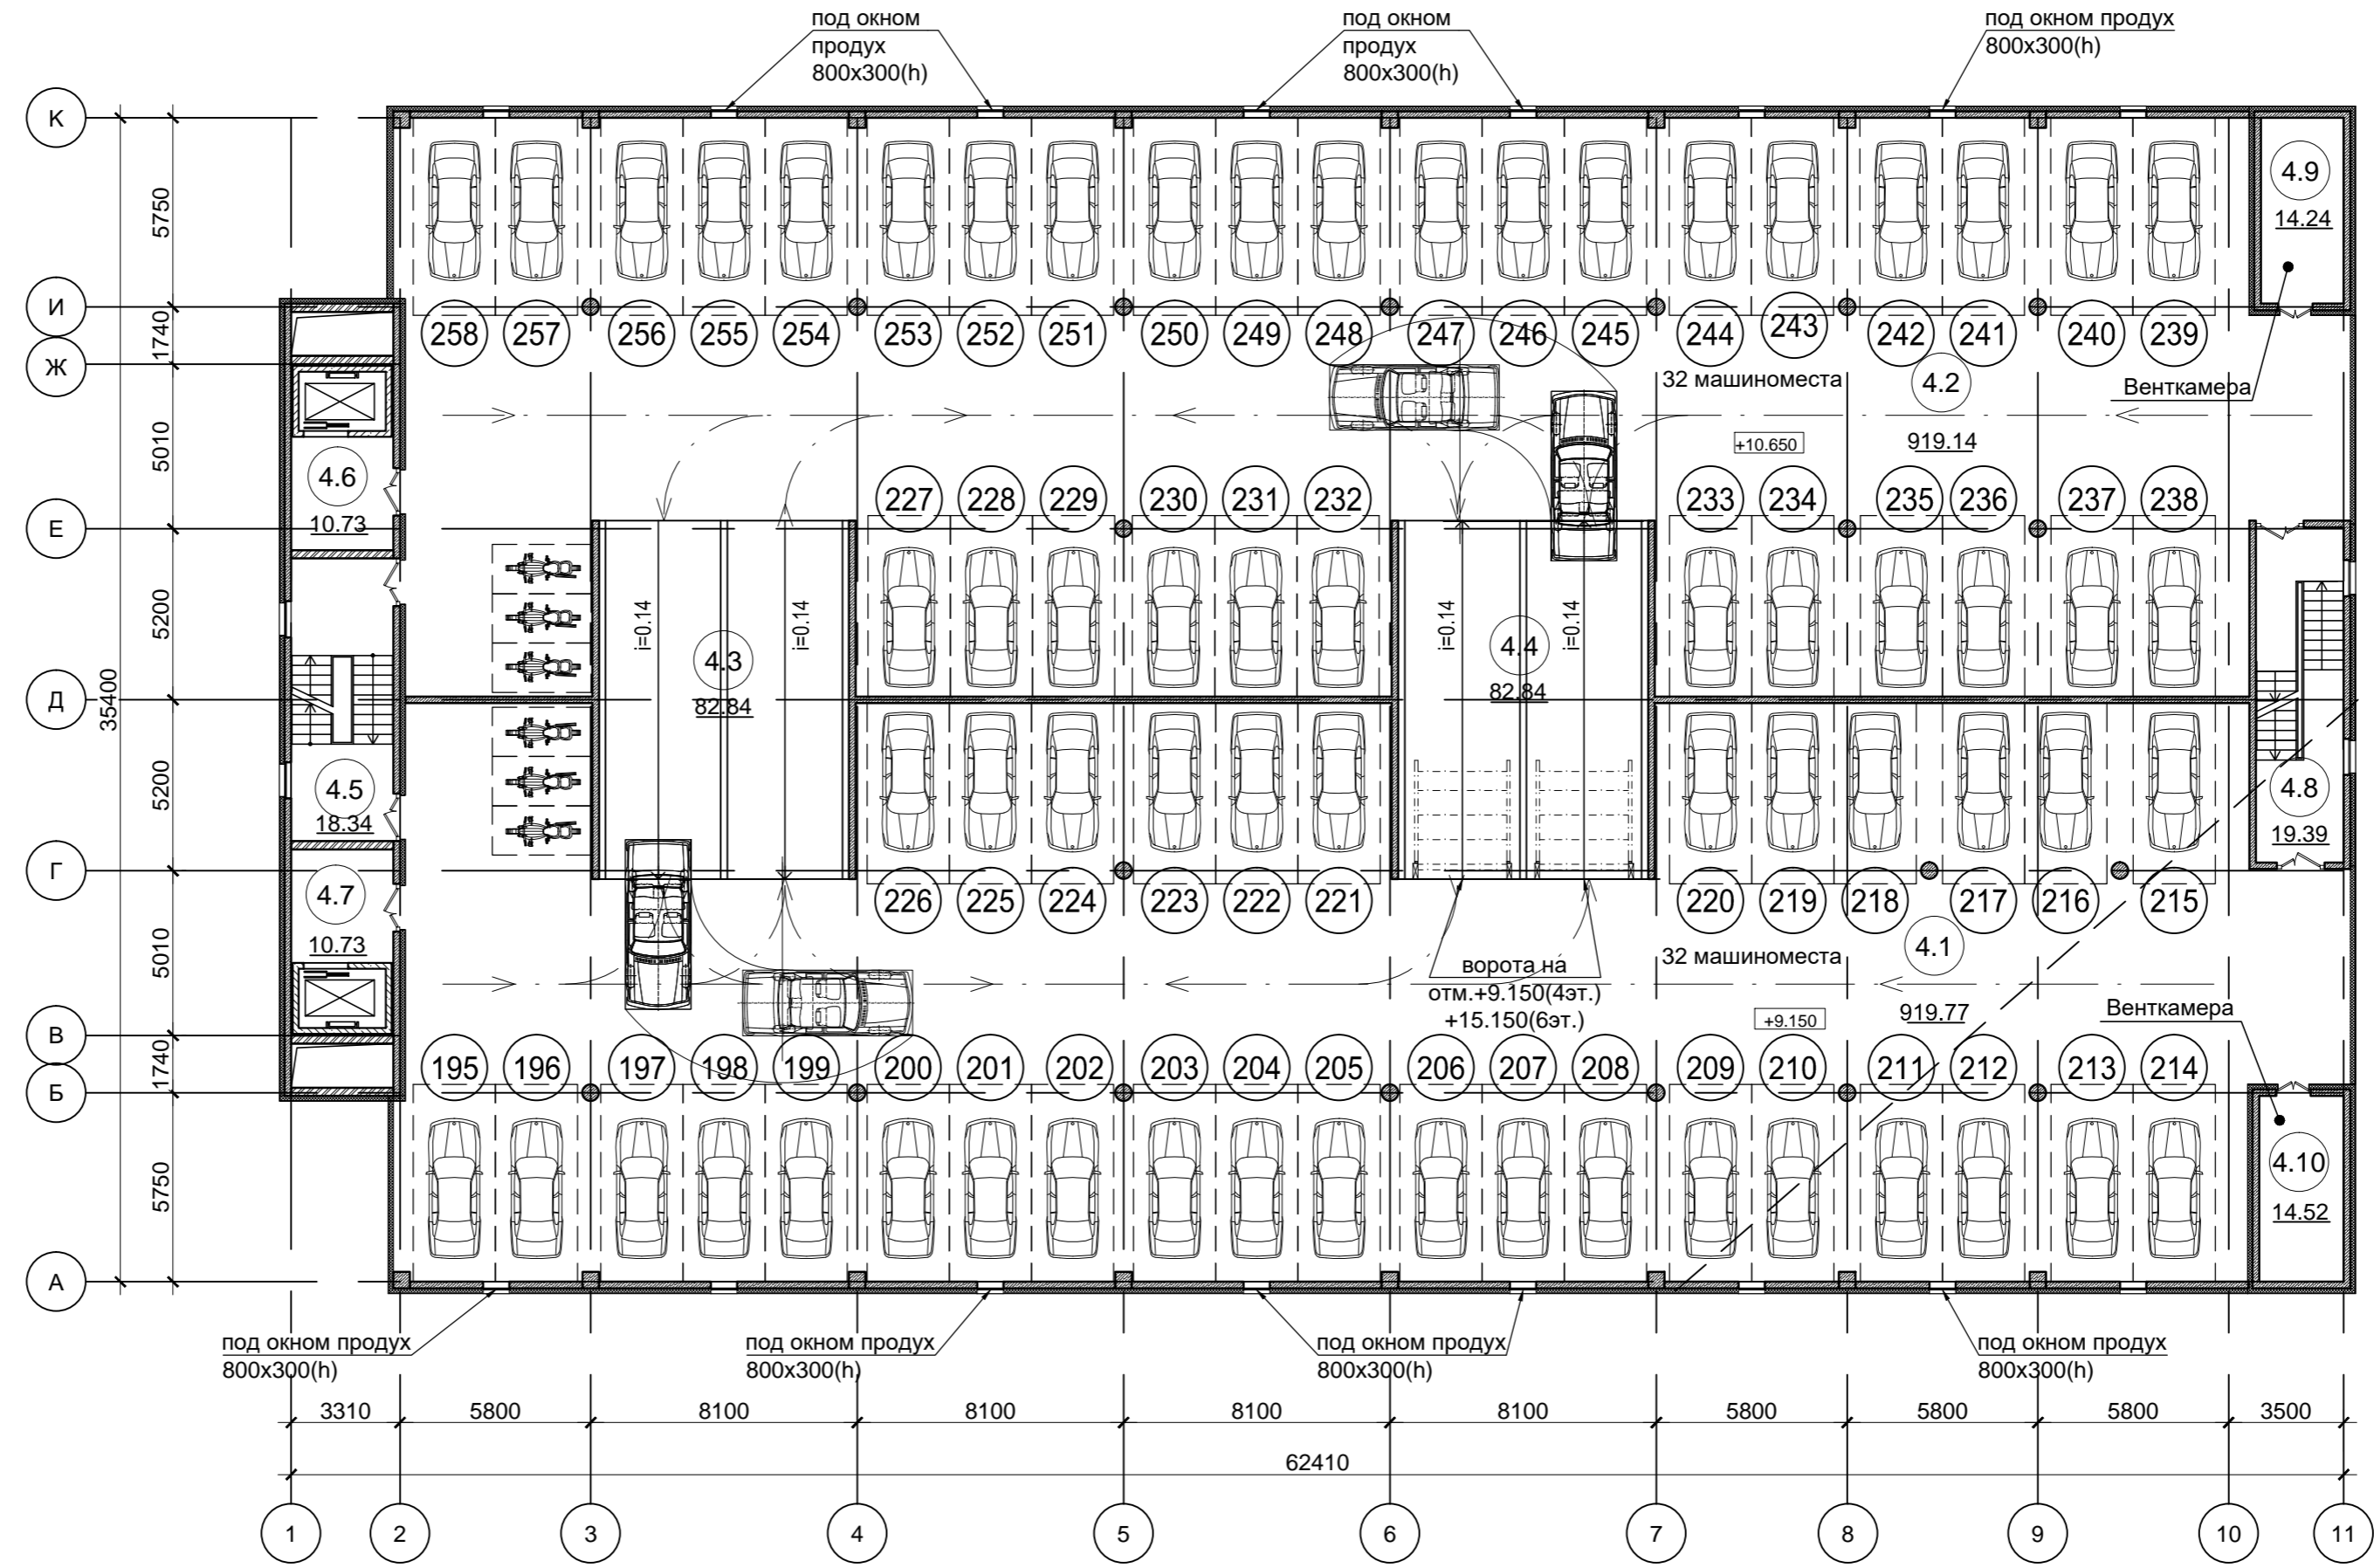 под окном
продух
800х300(h)
под окном
продух
800х300(h)
под окном продух
800х300(h)
К
И
Ж
Е
Д
Г
В
Б
А
5750
1740
5010
5200
5200
5010
1740
5750
35400
258 257 256 255 254 253 252 251 250 249 248 247 246 245 244 243 242 241 240 239
4.9
14.24
32 машиноместа
4.2
Венткамера
+10.650
919.14
4.6
10.73
227 228 229 230 231 232 233 234 235 236 237 238
i=0.14
4.3
i=0.14
82.84
i=0.14
4.4
i=0.14
82.84
4.5
18.34
4.8
19.39
4.7
10.73
226 225 224 223 222 221 220 219 218 217 216 215
32 машиноместа
4.1
ворота на
отм.+9.150(4эт.)
+15.150(6эт.)
+9.150
919.77
Венткамера
195 196 197 198 199 200 201 202 203 204 205 206 207 208 209 210 211 212 213 214
4.10
14.52
под окном продух
800х300(h)
под окном продух
800х300(h)
под окном продух
800х300(h)
под окном продух
800х300(h)
3310 5800 8100 8100 8100 8100 5800 5800 5800 3500
62410
1 2 3 4 5 6 7 8 9 10 11